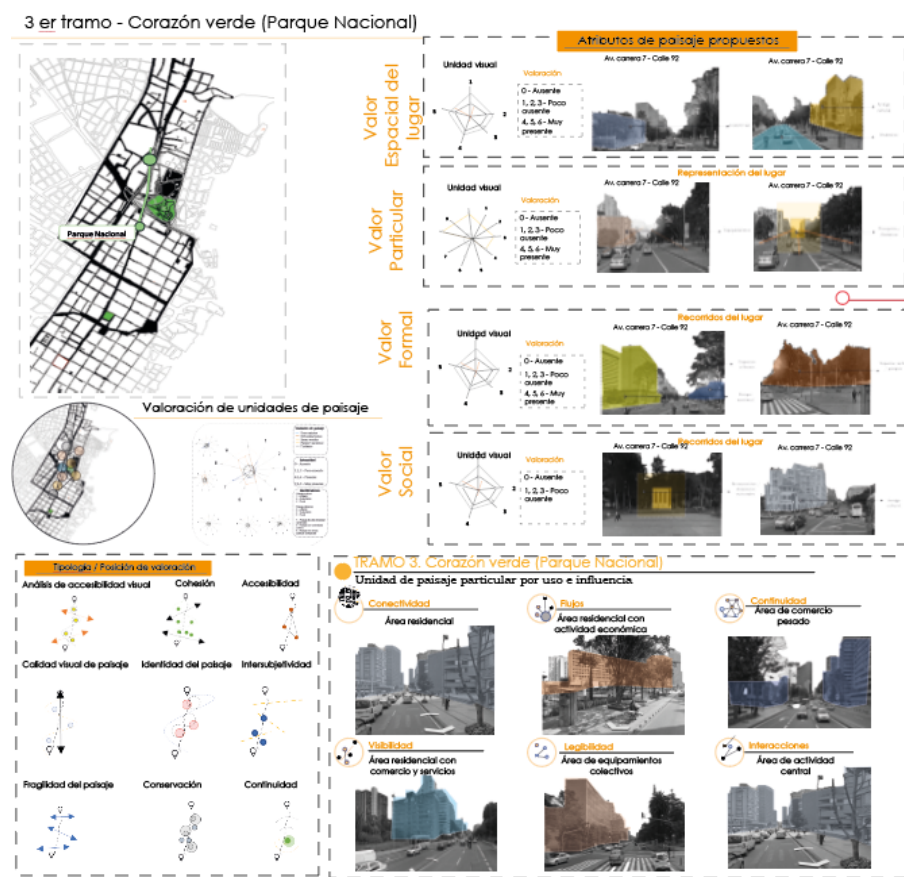 3 er tramo - Corazón verde (Parque Nacional)
Parque Nacional
Atributos de paisaje propuestos
Valor
Espacial del
lugar
Unidad visual
Valoración
0 - Ausente
1, 2, 3 - Poco
ausente
4, 5, 6 - Muy
presente
Av. carrera 7 - Calle 92
Av. carrera 7 - Calle 92
Representación del lugar
Valor
Particular
Unidad visual
Valoración
0 - Ausente
1, 2, 3 - Poco
ausente
4, 5, 6 - Muy
presente
Av. carrera 7 - Calle 92
Av. carrera 7 - Calle 92
Recorridos del lugar
Valor
Formal
Unidad visual
Valoración
0 - Ausente
1, 2, 3 - Poco
ausente
4, 5, 6 - Muy
presente
Av. carrera 7 - Calle 92
Av. carrera 7 - Calle 92
Recorridos del lugar
Valor
Social
Unidad visual
Valoración
0 - Ausente
1, 2, 3 - Poco
ausente
Av. carrera 7 - Calle 92
Av. carrera 7 - Calle 92
Valoración de unidades de paisaje
Tipología / Posición de valoración
Análisis de accesibilidad visual
Cohesión
Accesibilidad
Calidad visual de paisaje
Identidad del paisaje
Intersubjetividad
Fragilidad del paisaje
Conservación
Continuidad
TRAMO 3. Corazón verde (Parque Nacional)
Unidad de paisaje particular por uso e influencia
Conectividad
Área residencial
Flujos
Área residencial con
actividad económica
Continuidad
Área de comercio
pesado
Visibilidad
Área residencial con
comercio y servicios
Legibilidad
Área de equipamientos
colectivos
Interacciones
Área de actividad
central